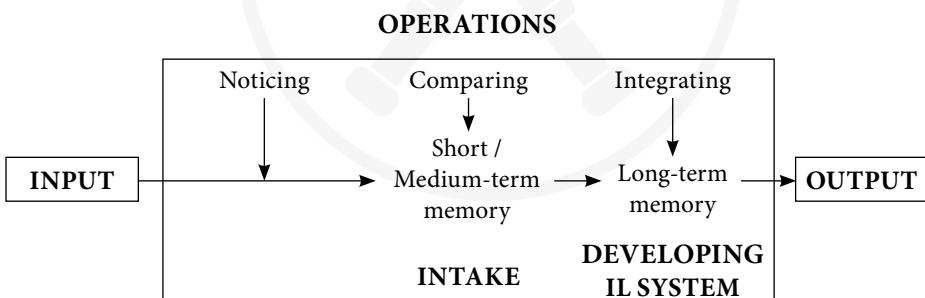 OPERATIONS
Noticing
Comparing
Integrating
INPUT
Short /
Medium-term
memory
Long-term
memory
OUTPUT
INTAKE
DEVELOPING
IL SYSTEM